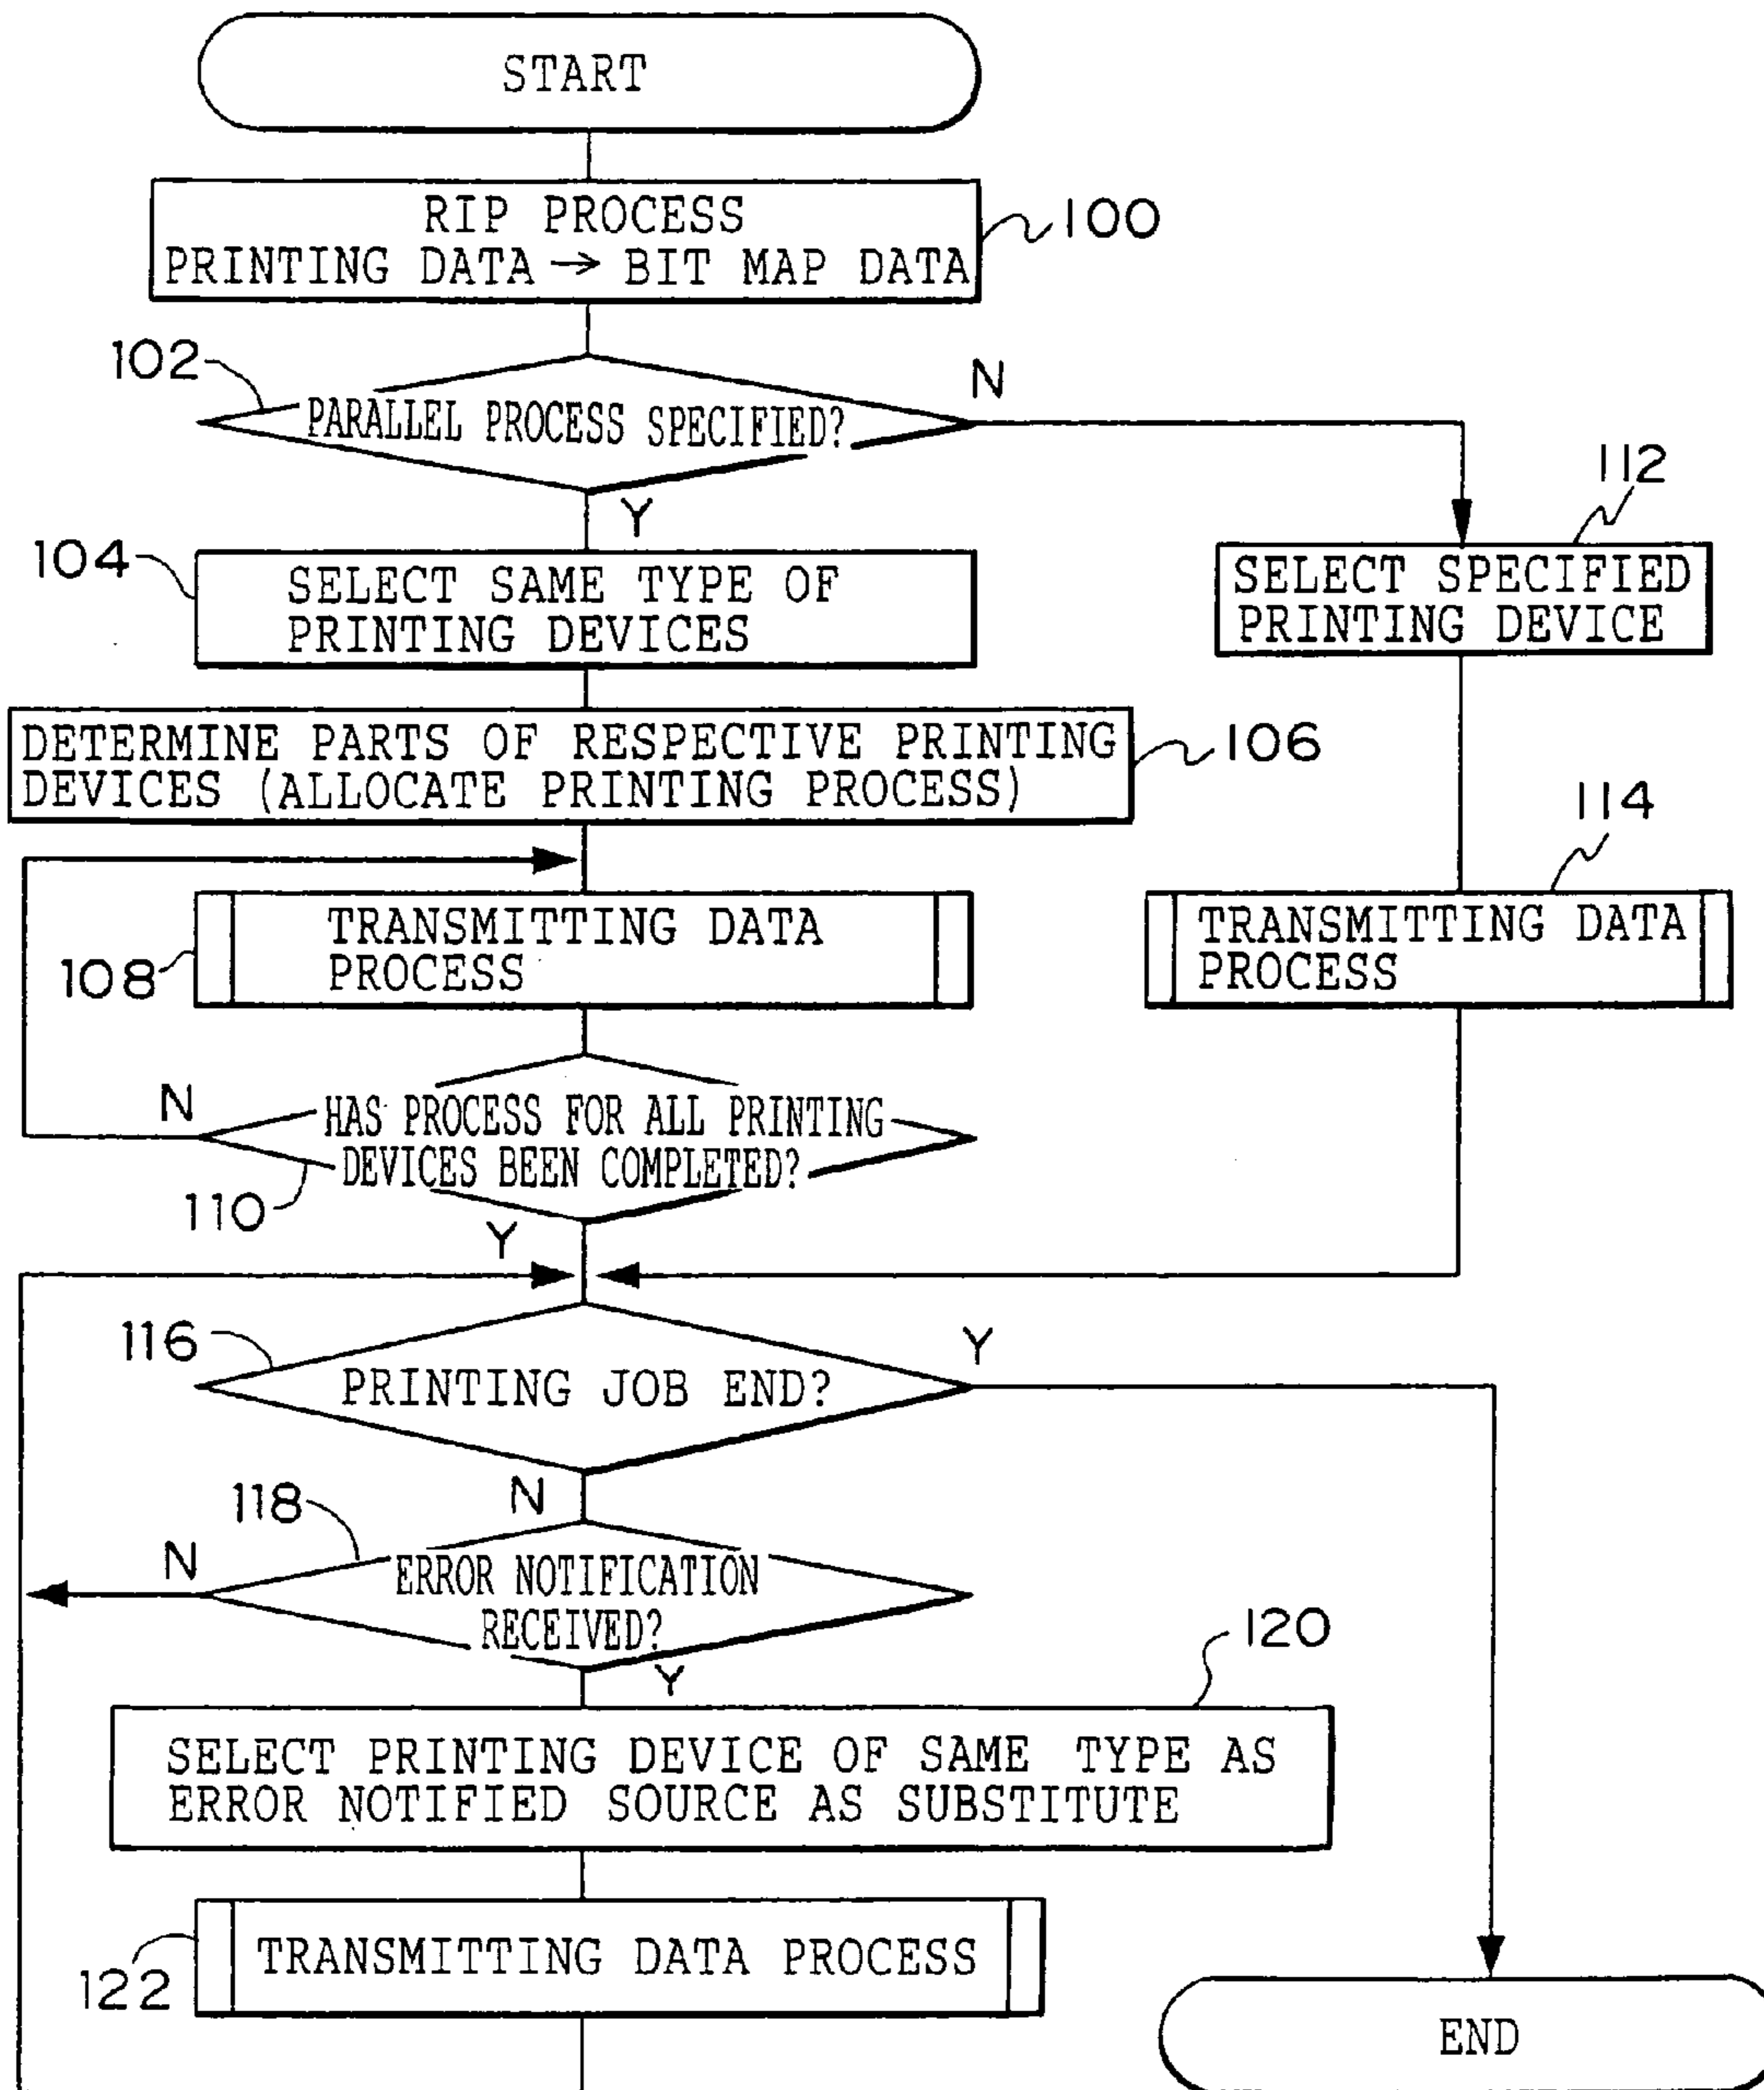 START
RIP PROCESS
PRINTING DATA → BIT MAP DATA
100
102
PARALLEL PROCESS SPECIFIED?
N
Y
104
SELECT SAME TYPE OF
PRINTING DEVICES
112
SELECT SPECIFIED
PRINTING DEVICE
DETERMINE PARTS OF RESPECTIVE PRINTING
DEVICES (ALLOCATE PRINTING PROCESS)
106
114
108
TRANSMITTING DATA
PROCESS
TRANSMITTING DATA
PROCESS
N
HAS PROCESS FOR ALL PRINTING
DEVICES BEEN COMPLETED?
110
Y
116
PRINTING JOB END?
Y
N
118
N
ERROR NOTIFICATION
RECEIVED?
Y
120
SELECT PRINTING DEVICE OF SAME TYPE AS
ERROR NOTIFIED SOURCE AS SUBSTITUTE
122
TRANSMITTING DATA PROCESS
END